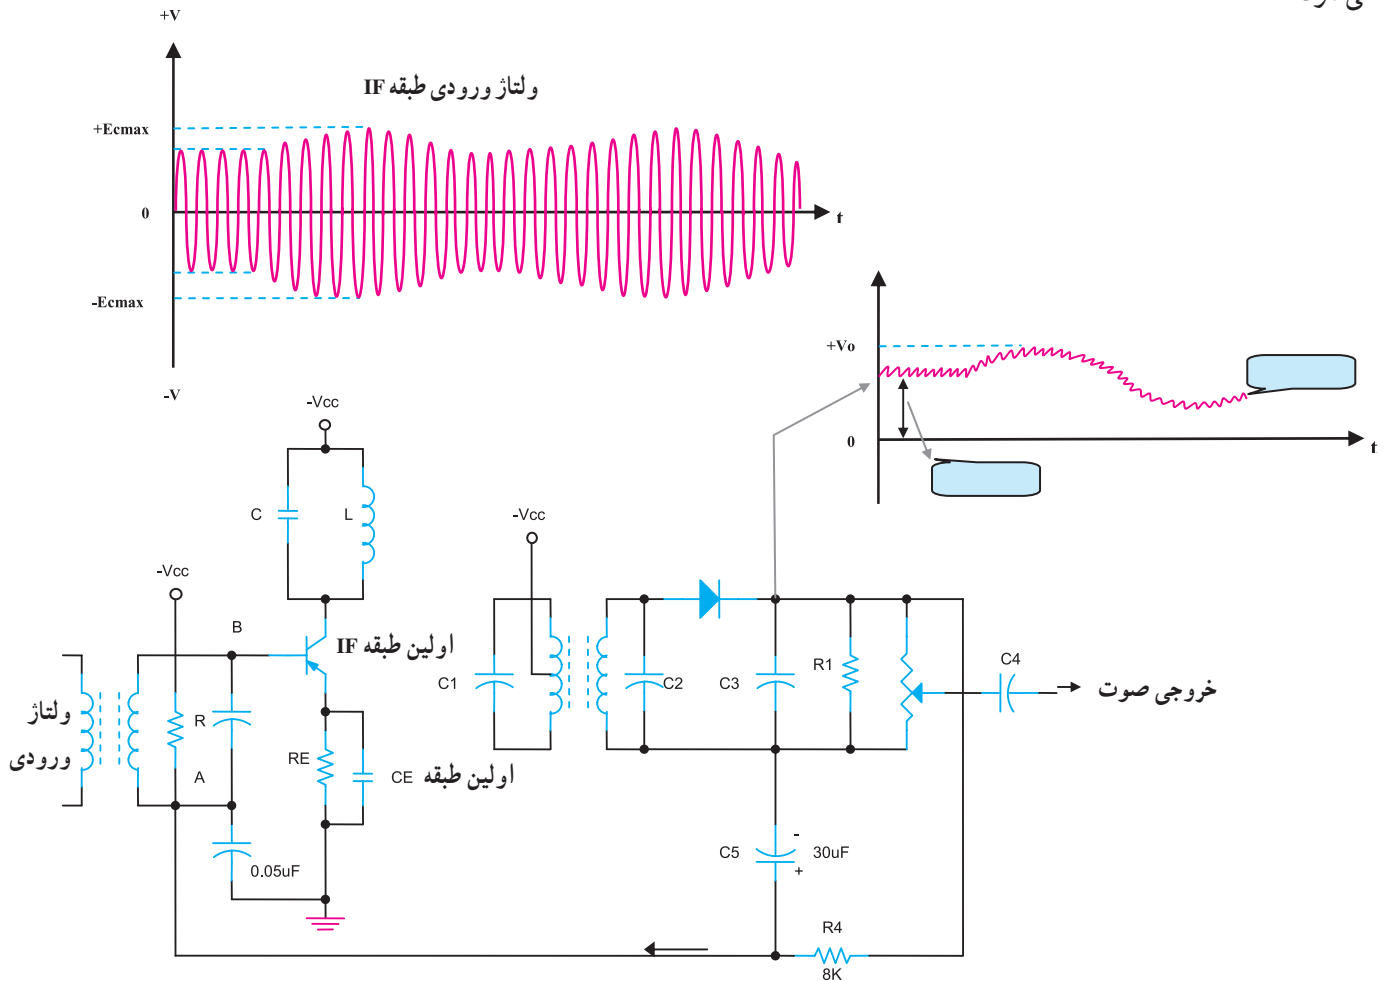 +V
ولتاژ ورودی طبقه IF
+Ecmax
0
t
-Ecmax
-V
+Vo
0
t
-Vcc
C
L
-Vcc
-Vcc
B
اولین طبقه IF
R
A
RE
CE
اولین طبقه
ولتاژ
ورودی
0.05uF
C1
C2
C3
R1
C4
خروجی صوت
C5
-
30uF
+
R4
8K